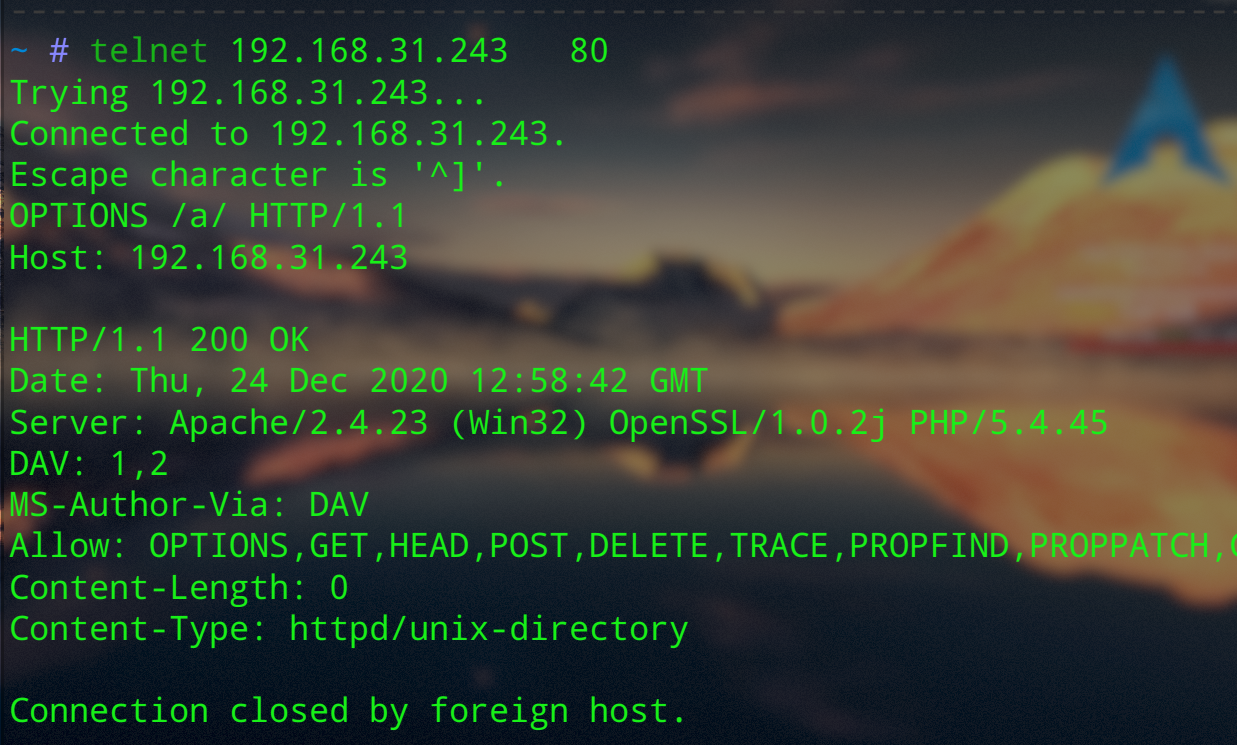 ~ # telnet 192.168.31.243   80
Trying 192.168.31.243...
Connected to 192.168.31.243.
Escape character is '^]'.
OPTIONS /a/ HTTP/1.1
Host: 192.168.31.243
HTTP/1.1 200 OK
Date: Thu, 24 Dec 2020 12:58:42 GMT
Server: Apache/2.4.23 (Win32) OpenSSL/1.0.2j PHP/5.4.45
DAV: 1,2
MS-Author-Via: DAV
Allow: OPTIONS,GET,HEAD,POST,DELETE,TRACE,PROPFIND,PROPPATCH,
Content-Length: 0
Content-Type: httpd/unix-directory
Connection closed by foreign host.